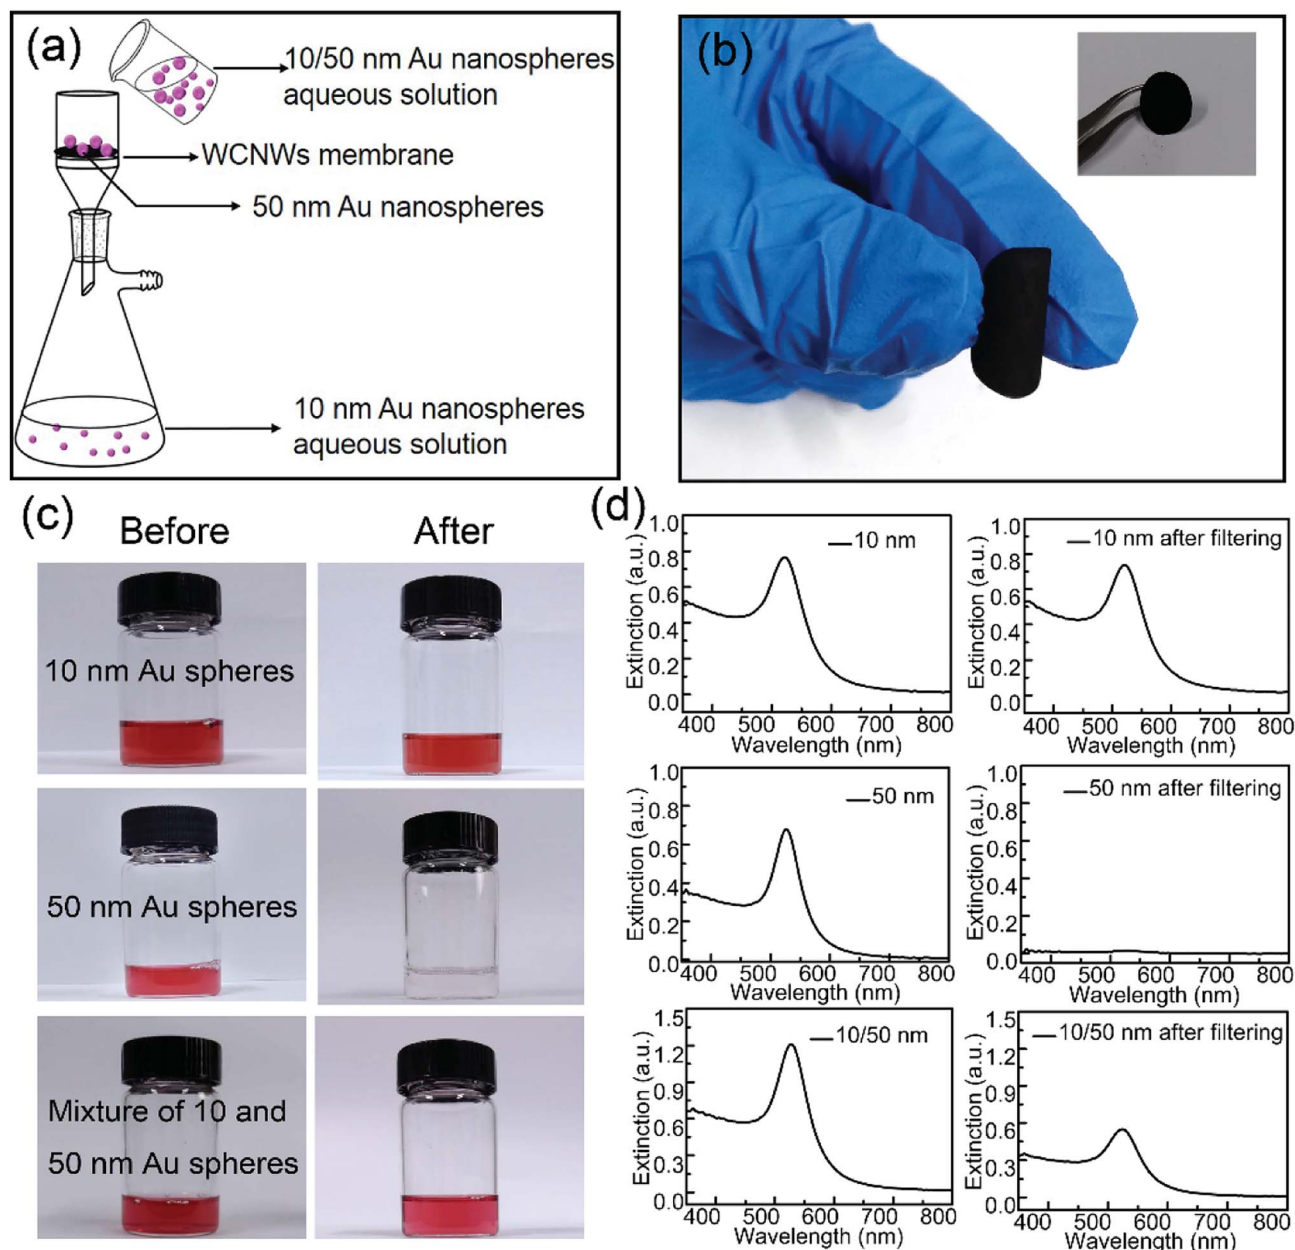 (a)
10/50 nm Au nanospheres
aqueous solution
WCNWs membrane
50 nm Au nanospheres
10 nm Au nanospheres
aqueous solution
(b)
(c)
Before
After
10 nm Au spheres
50 nm Au spheres
Mixture of 10 and
50 nm Au spheres
(d)
Extinction (a.u.)
1.0
0.8
0.6
0.4
0.2
0.0
10 nm
400 500 600 700 800
Wavelength (nm)
Extinction (a.u.)
1.0
0.8
0.6
0.4
0.2
0.0
10 nm after filtering
400 500 600 700 800
Wavelength (nm)
Extinction (a.u.)
1.0
0.8
0.6
0.4
0.2
0.0
50 nm
400 500 600 700 800
Wavelength (nm)
Extinction (a.u.)
1.0
0.8
0.6
0.4
0.2
0.0
50 nm after filtering
400 500 600 700 800
Wavelength (nm)
Extinction (a.u.)
1.5
1.2
0.9
0.6
0.3
0.0
10/50 nm
400 500 600 700 800
Wavelength (nm)
Extinction (a.u.)
1.5
1.2
0.9
0.6
0.3
0.0
10/50 nm after filtering
400 500 600 700 800
Wavelength (nm)